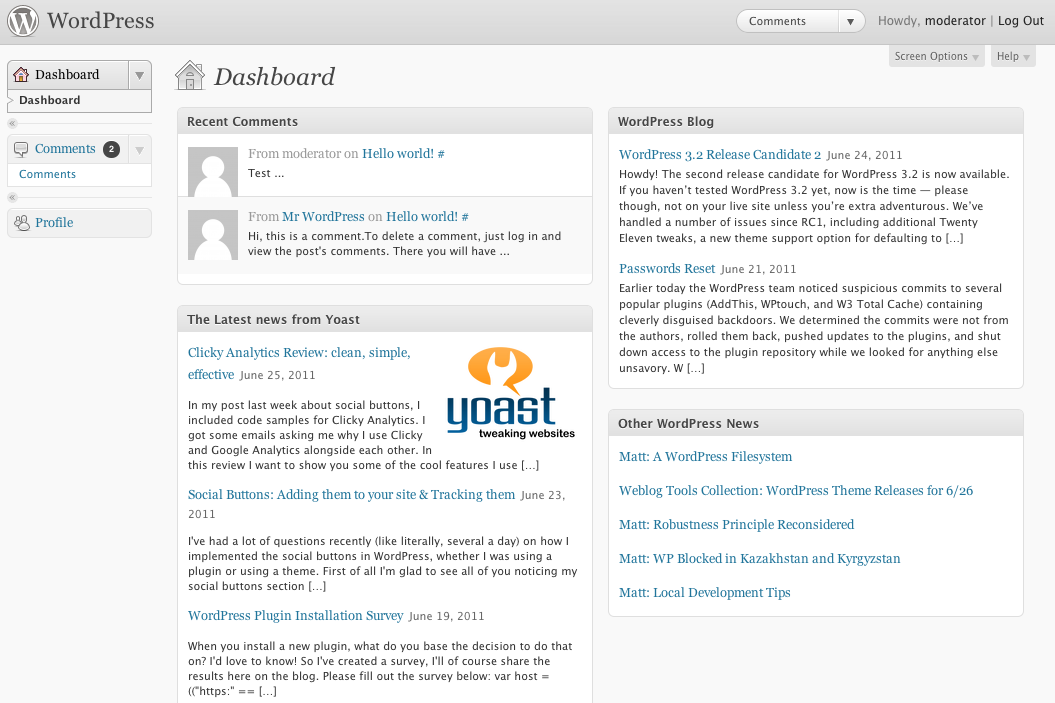 WordPress
Comments ▼ Howdy, moderator | Log Out
Screen Options Help
Dashboard
Dashboard
Comments 2
Comments
Profile
Dashboard
Recent Comments
From moderator on Hello world! #
Test ...
From Mr WordPress on Hello world! #
Hi, this is a comment.To delete a comment, just log in and
view the post's comments. There you will have ...
The Latest news from Yoast
Clicky Analytics Review: clean, simple,
effective June 25, 2011
yoast
tweaking websites
In my post last week about social buttons, I
included code samples for Clicky Analytics. I
got some emails asking me why I use Clicky
and Google Analytics alongside each other. In
this review I want to show you some of the cool features I use [...]
Social Buttons: Adding them to your site & Tracking them June 23,
2011
I've had a lot of questions recently (like literally, several a day) on how I
implemented the social buttons in WordPress, whether I was using a
plugin or using a theme. First of all I'm glad to see all of you noticing my
social buttons section [...]
WordPress Plugin Installation Survey June 19, 2011
When you install a new plugin, what do you base the decision to do that
on? I'd love to know! So I've created a survey, I'll of course share the
results here on the blog. Please fill out the survey below: var host =
(("https:" == [...]
WordPress Blog
WordPress 3.2 Release Candidate 2 June 24, 2011
Howdy! The second release candidate for WordPress 3.2 is now available.
If you haven’t tested WordPress 3.2 yet, now is the time — please
though, not on your live site unless you’re extra adventurous. We’ve
handled a number of issues since RC1, including additional Twenty
Eleven tweaks, a new theme support option for defaulting to [...]
Passwords Reset June 21, 2011
Earlier today the WordPress team noticed suspicious commits to several
popular plugins (AddThis, WPtouch, and W3 Total Cache) containing
cleverly disguised backdoors. We determined the commits were not from
the authors, rolled them back, pushed updates to the plugins, and shut
down access to the plugin repository while we looked for anything else
unsavory. W [...]
Other WordPress News
Matt: A WordPress Filesystem
Weblog Tools Collection: WordPress Theme Releases for 6/26
Matt: Robustness Principle Reconsidered
Matt: WP Blocked in Kazakhstan and Kyrgyzstan
Matt: Local Development Tips